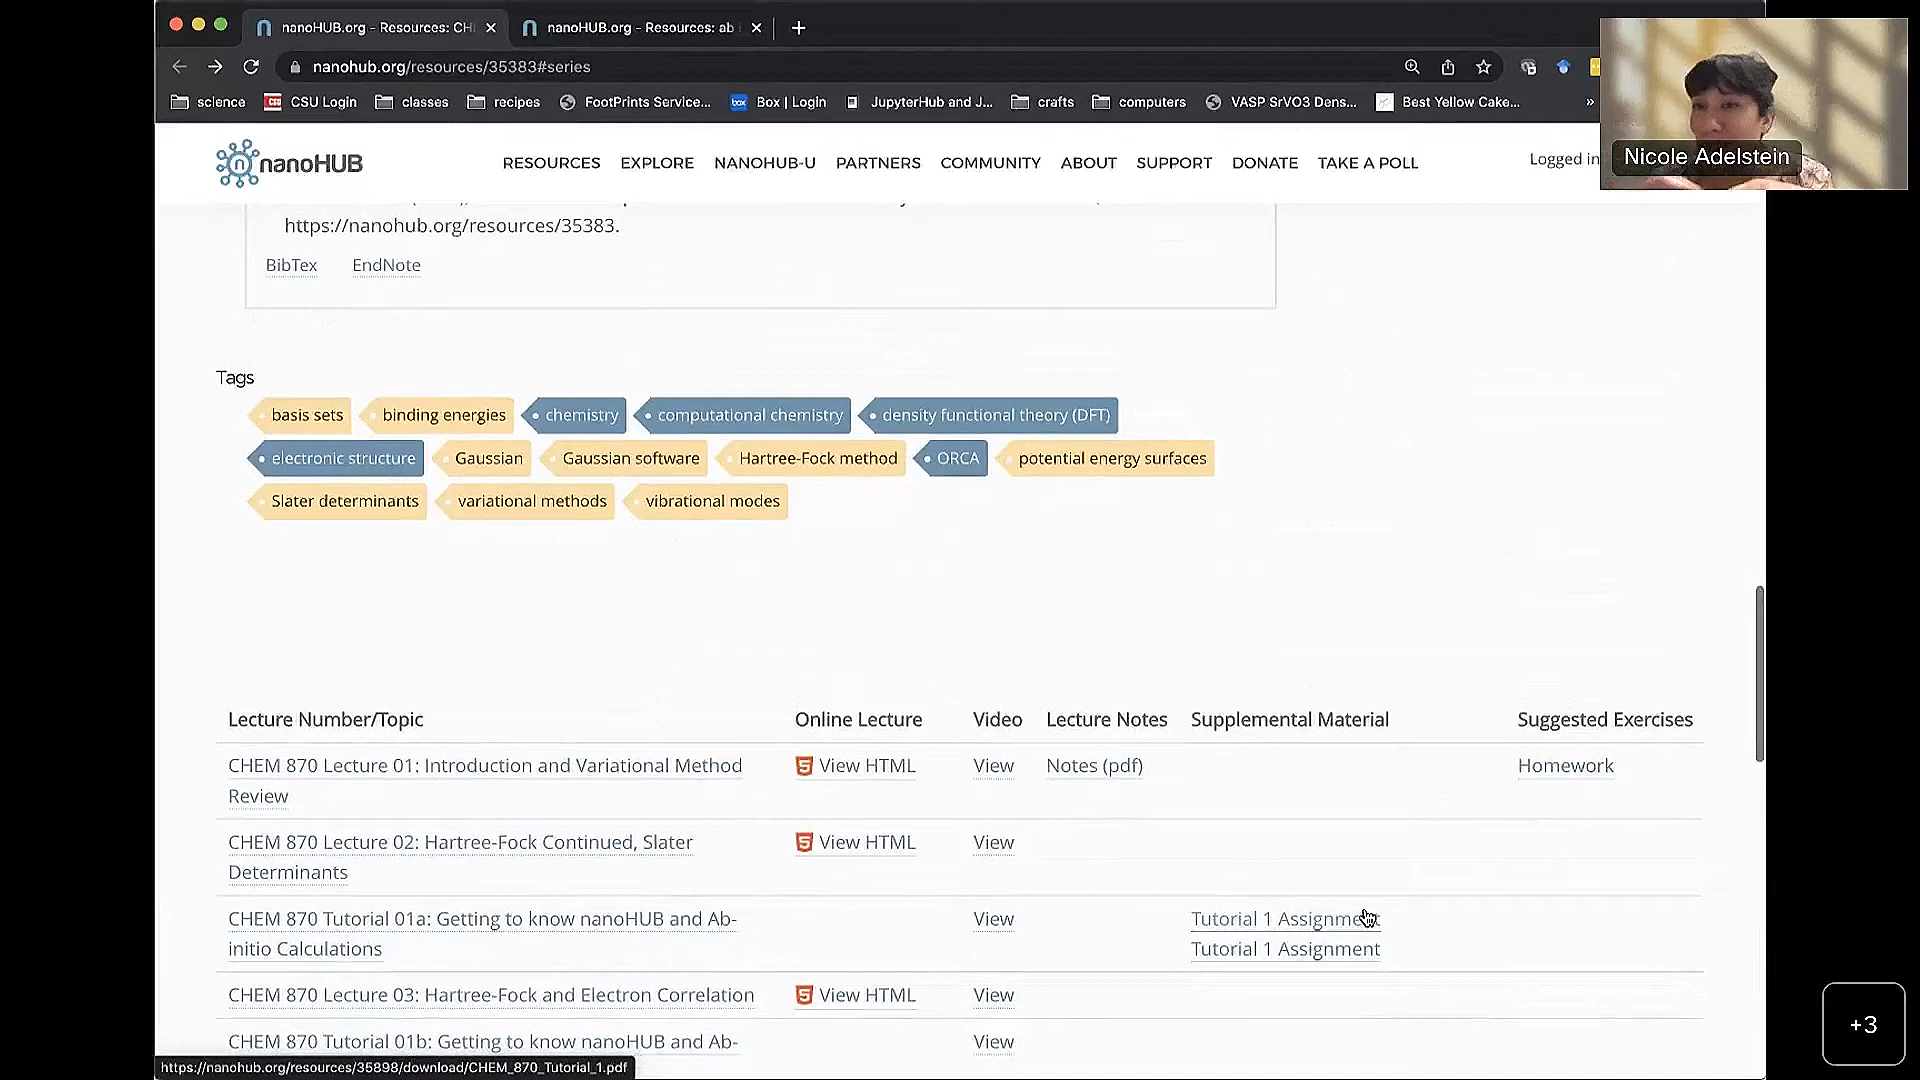 nanoHUB.org - Resources: CH
nanoHUB.org - Resources: ab
nanohub.org/resources/35383#series
science
CSU Login
classes
recipes
FootPrints Service...
Box | Login
JupyterHub and J...
crafts
computers
VASP SrVO3 Dens...
Best Yellow Cake...
»
nanoHUB
RESOURCES EXPLORE NANOHUB-U PARTNERS COMMUNITY ABOUT SUPPORT DONATE TAKE A POLL
Logged in
Nicole Adelstein
https://nanohub.org/resources/35383.
BibTex EndNote
Tags
basis sets binding energies chemistry computational chemistry density functional theory (DFT)
electronic structure Gaussian Gaussian software Hartree-Fock method ORCA potential energy surfaces
Slater determinants variational methods vibrational modes
Lecture Number/Topic Online Lecture Video Lecture Notes Supplemental Material Suggested Exercises
CHEM 870 Lecture 01: Introduction and Variational Method View HTML View Notes (pdf) Homework
Review
CHEM 870 Lecture 02: Hartree-Fock Continued, Slater View HTML View
Determinants
CHEM 870 Tutorial 01a: Getting to know nanoHUB and Ab- View Tutorial 1 Assignment
initio Calculations Tutorial 1 Assignment
CHEM 870 Lecture 03: Hartree-Fock and Electron Correlation View HTML View
CHEM 870 Tutorial 01b: Getting to know nanoHUB and Ab- View
https://nanohub.org/resources/35898/download/CHEM_870_Tutorial_1.pdf
+3